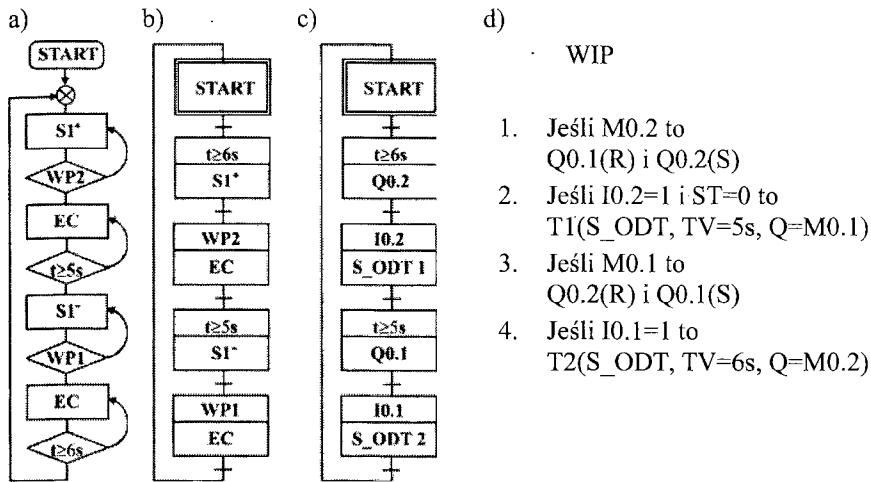 a)
START
S1⁺
WP2
EC
t≥5s
S1⁻
WP1
EC
t≥6s
b)
START
t≥6s
S1⁺
WP2
EC
t≥5s
S1⁻
WP1
EC
c)
START
t≥6s
Q0.2
I0.2
S_ODT 1
t≥5s
Q0.1
I0.1
S_ODT 2
d)
WIP
1. Jeśli M0.2 to
Q0.1(R) i Q0.2(S)
2. Jeśli I0.2=1 i ST=0 to
T1(S_ODT, TV=5s, Q=M0.1)
3. Jeśli M0.1 to
Q0.2(R) i Q0.1(S)
4. Jeśli I0.1=1 to
T2(S_ODT, TV=6s, Q=M0.2)